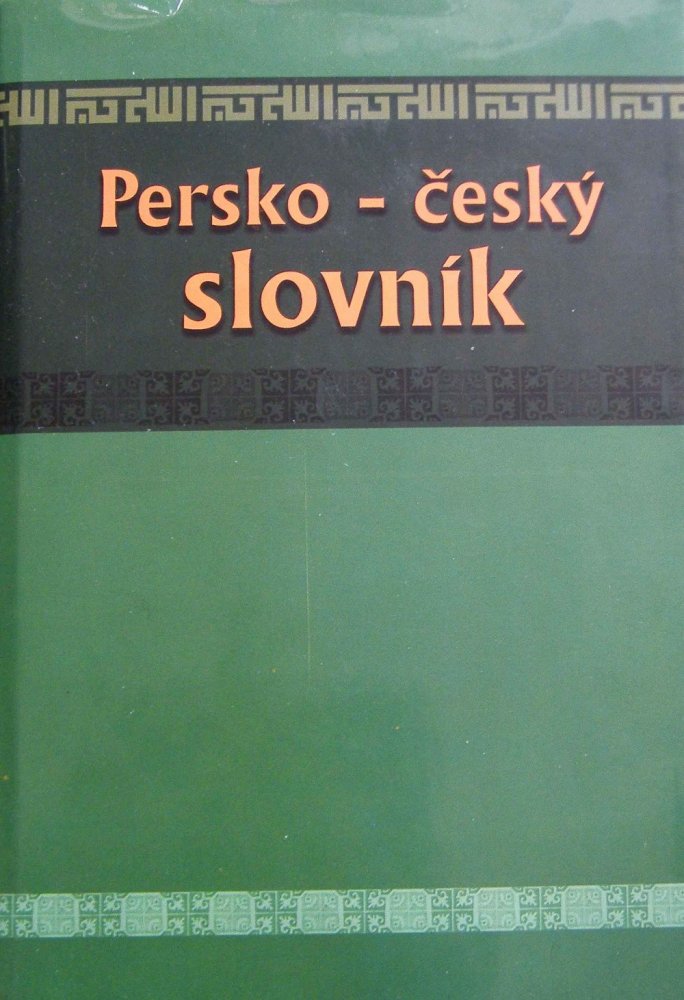 Persko - český
slovník